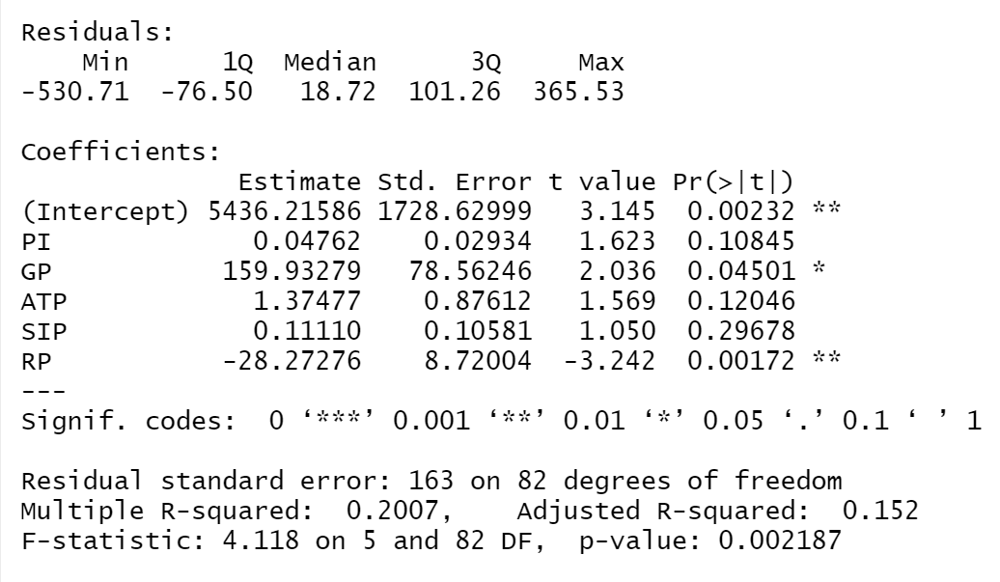 Residuals:
    Min      1Q  Median      3Q     Max
-530.71  -76.50   18.72  101.26  365.53

Coefficients:
              Estimate Std. Error t value Pr(>|t|)
(Intercept) 5436.21586 1728.62999   3.145  0.00232 **
PI             0.04762    0.02934   1.623  0.10845
GP           159.93279   78.56246   2.036  0.04501 *
ATP            1.37477    0.87612   1.569  0.12046
SIP            0.11110    0.10581   1.050  0.29678
RP           -28.27276    8.72004  -3.242  0.00172 **
---
Signif. codes:  0 ‘***’ 0.001 ‘**’ 0.01 ‘*’ 0.05 ‘.’ 0.1 ‘ ’ 1

Residual standard error: 163 on 82 degrees of freedom
Multiple R-squared:  0.2007,    Adjusted R-squared:  0.152
F-statistic: 4.118 on 5 and 82 DF,  p-value: 0.002187